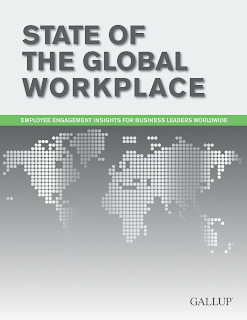 STATE OF
THE GLOBAL
WORKPLACE
EMPLOYEE ENGAGEMENT INSIGHTS FOR BUSINESS LEADERS WORLDWIDE
GALLUP